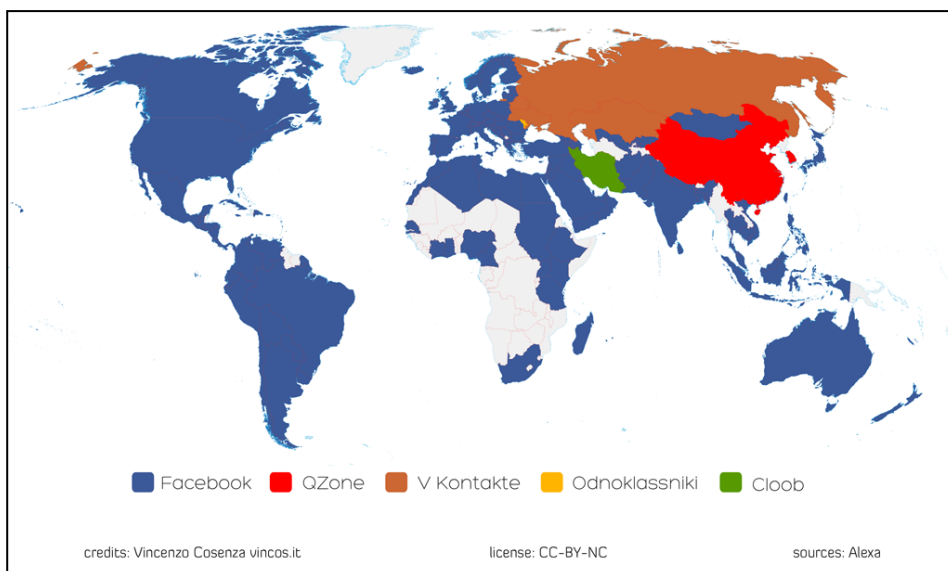 Facebook QZone V Kontakte Odnoklassniki Cloob
credits: Vincenzo Cosenza vincos.it license: CC-BY-NC sources: Alexa